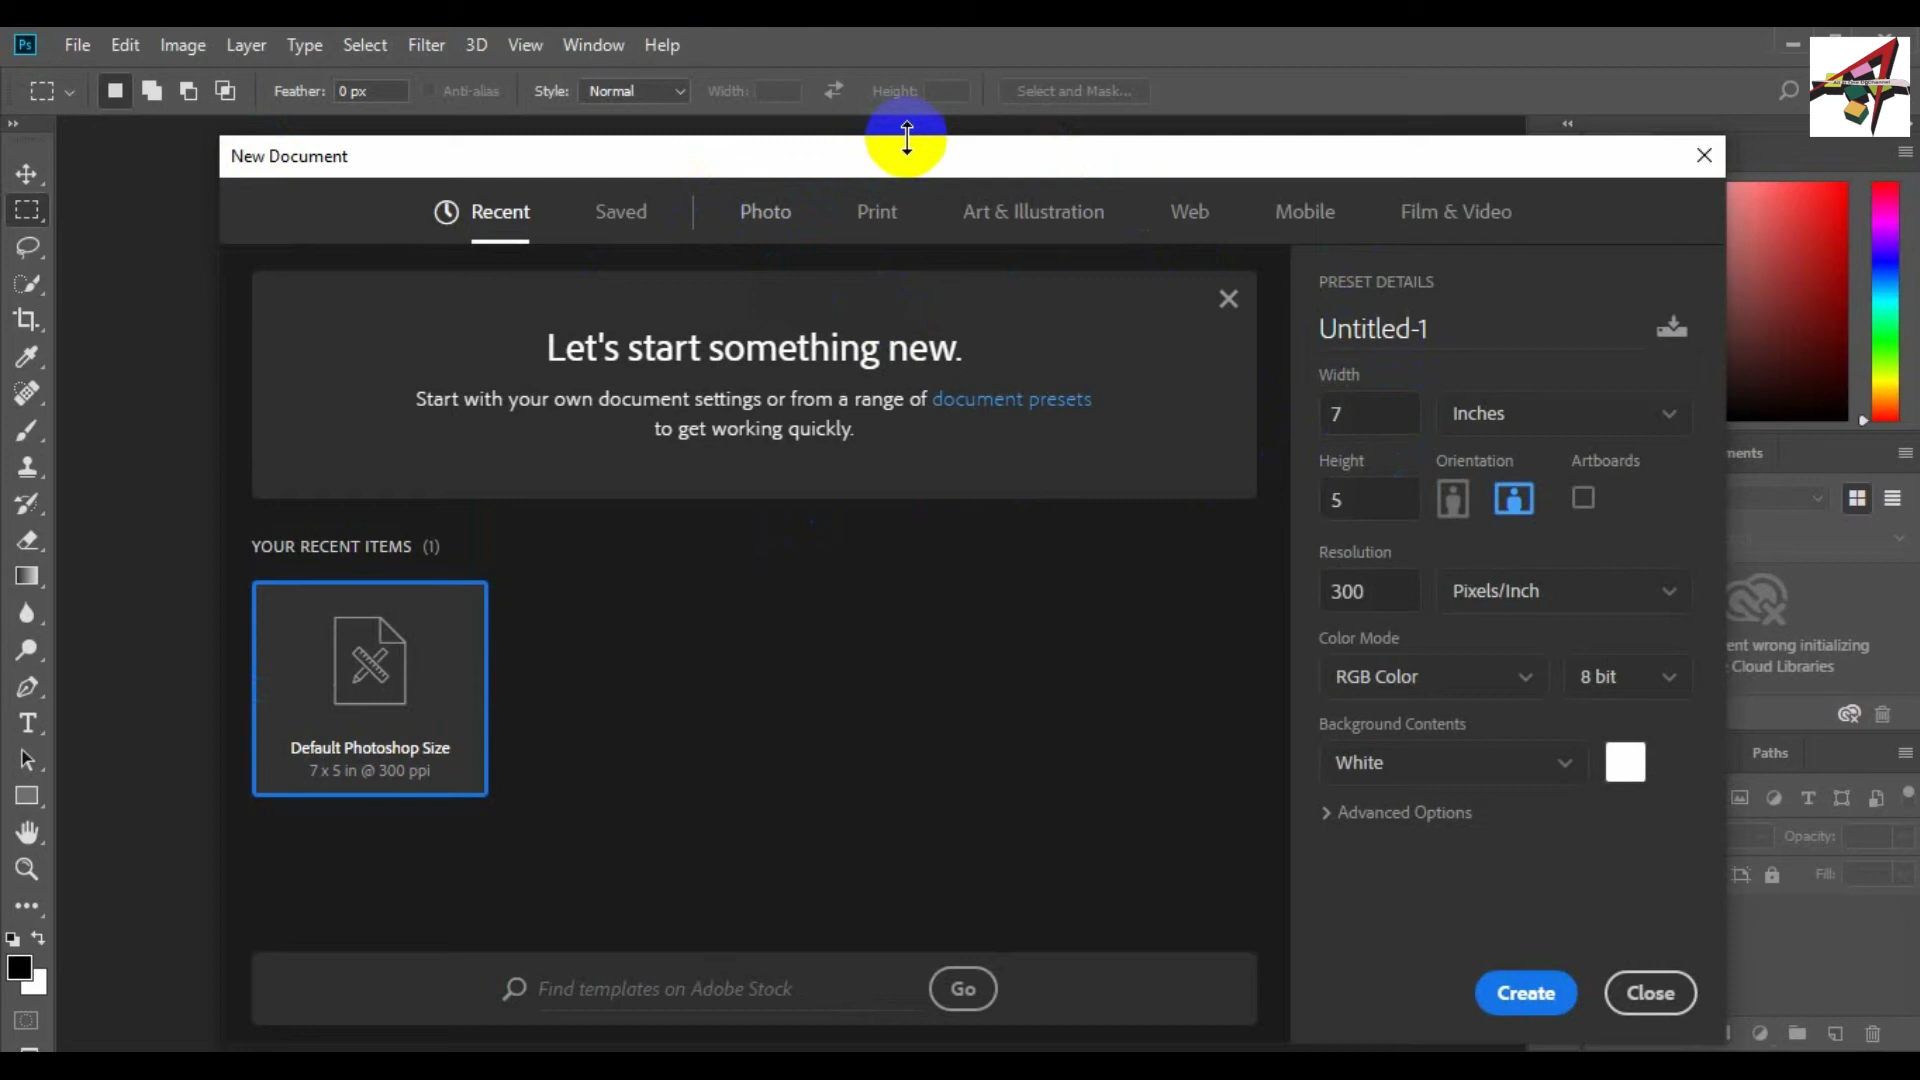 Ps File Edit Image Layer Type Select Filter 3D View Window Help
Feather: 0 px Anti-alias Style: Normal Width: Height: Select and Mask...
New Document
Recent Saved Photo Print Art & Illustration Web Mobile Film & Video
Let's start something new.
Start with your own document settings or from a range of document presets
to get working quickly.
YOUR RECENT ITEMS (1)
Default Photoshop Size
7 x 5 in @ 300 ppi
Find templates on Adobe Stock Go
PRESET DETAILS
Untitled-1
Width
7 Inches
Height Orientation Artboards
5
Resolution
300 Pixels/Inch
Color Mode
RGB Color 8 bit
Background Contents
White
Advanced Options
Create Close
ments
ent wrong initializing
Cloud Libraries
Paths
Opacity:
Fill: